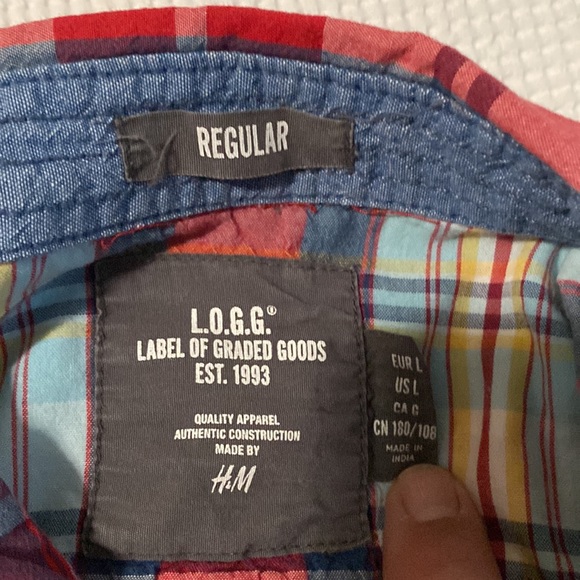 REGULAR
L.O.G.G.®
LABEL OF GRADED GOODS
EST. 1993
QUALITY APPAREL
AUTHENTIC CONSTRUCTION
MADE BY
H&M
EUR L
US L
CA G
CN 180/108
MADE IN
INDIA